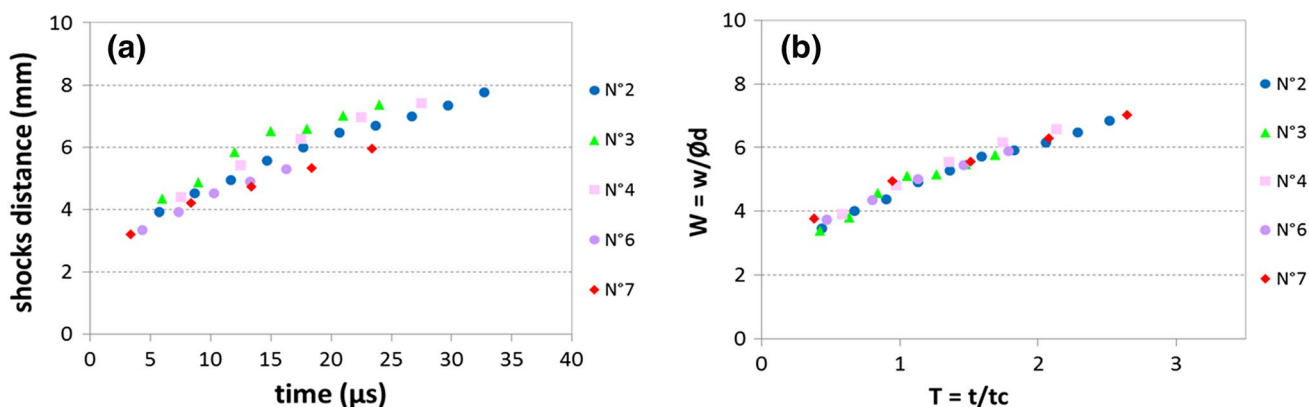 (a)
shocks distance (mm)
10
8
6
4
2
0
0 5 10 15 20 25 30 35 40
time (µs)
N°2
N°3
N°4
N°6
N°7
(b)
W = w/Ød
10
8
6
4
2
0
0 1 2 3
T = t/tc
N°2
N°3
N°4
N°6
N°7